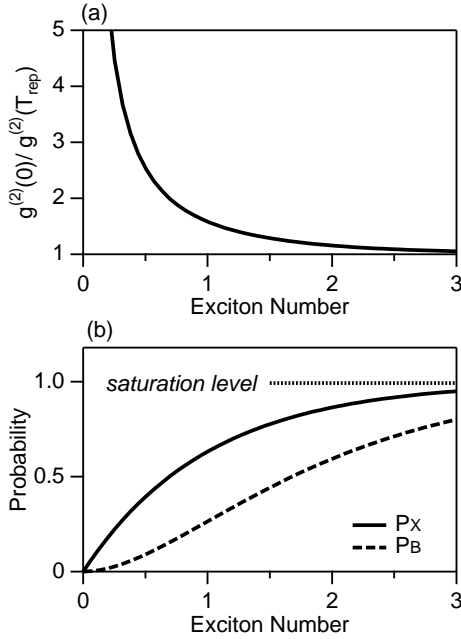 (a)
g(2)(0)/ g(2)(Trep)
5
4
3
2
1
0
1
2
3
Exciton Number
(b)
saturation level
Probability
1.0
0.5
0
PX
PB
0
1
2
3
Exciton Number